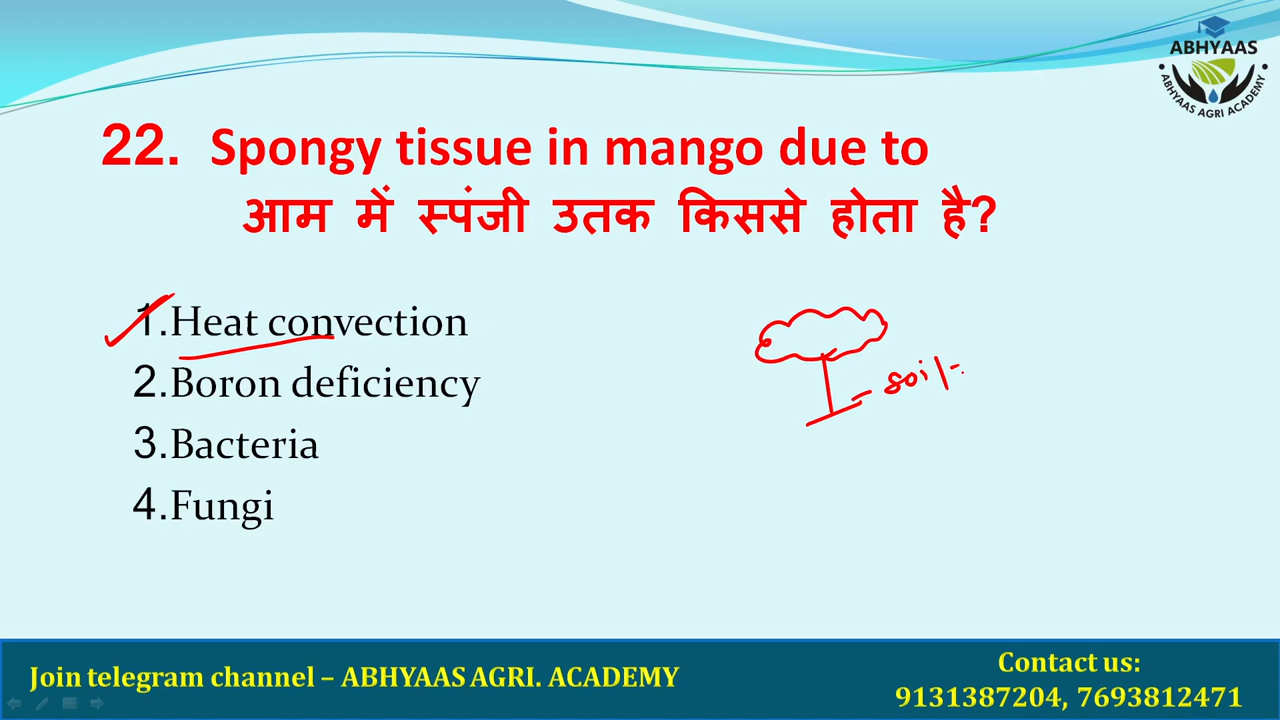 ABHYAAS
ABHYAAS AGRI ACADEMY
22. Spongy tissue in mango due to
आम में स्पंजी उतक किससे होता है?
1.Heat convection
2.Boron deficiency
3.Bacteria
4.Fungi
soil
Join telegram channel – ABHYAAS AGRI. ACADEMY
Contact us:
9131387204, 7693812471